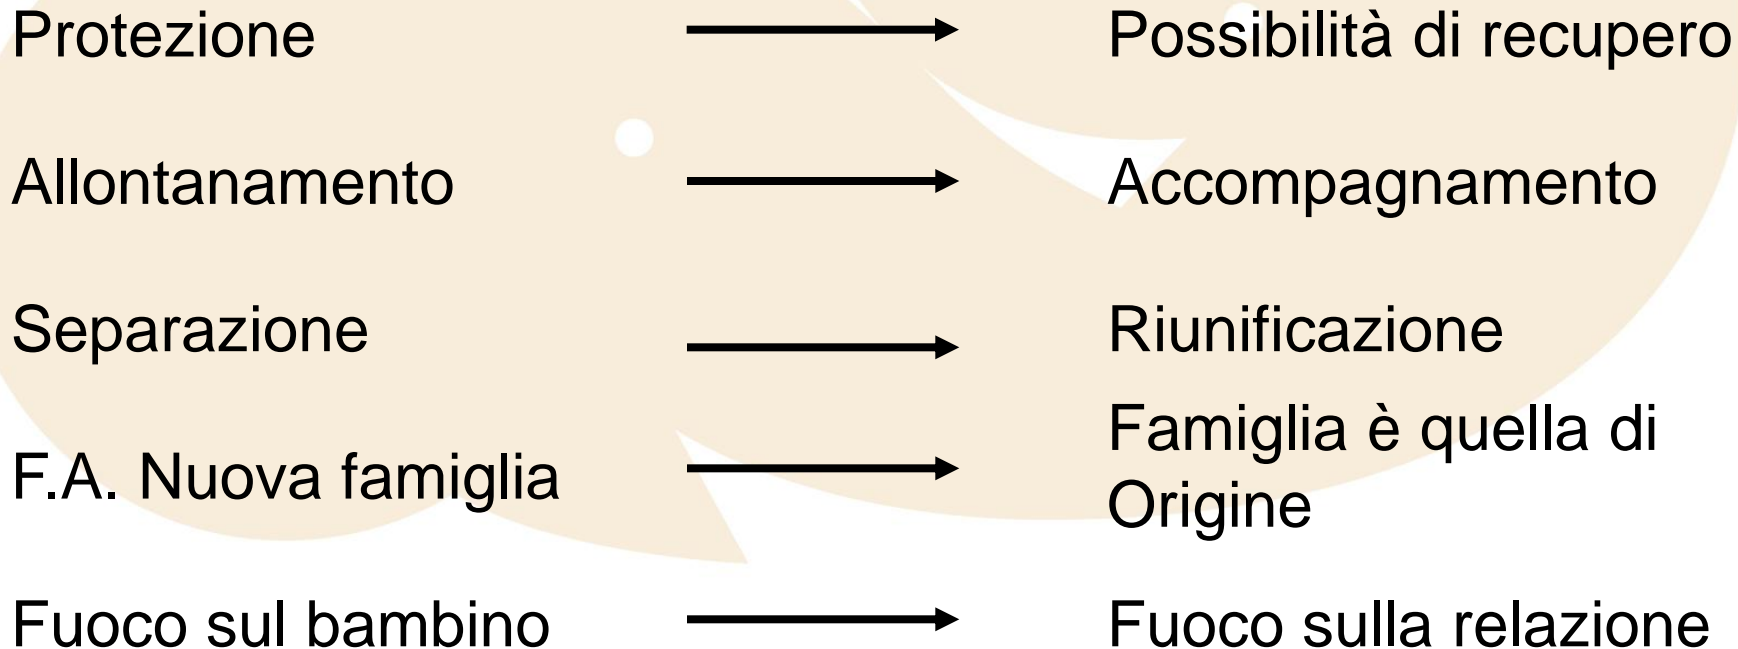 Protezione Possibilità di recupero
Allontanamento Accompagnamento
Separazione Riunificazione
F.A. Nuova famiglia Famiglia è quella di
Origine
Fuoco sul bambino Fuoco sulla relazione